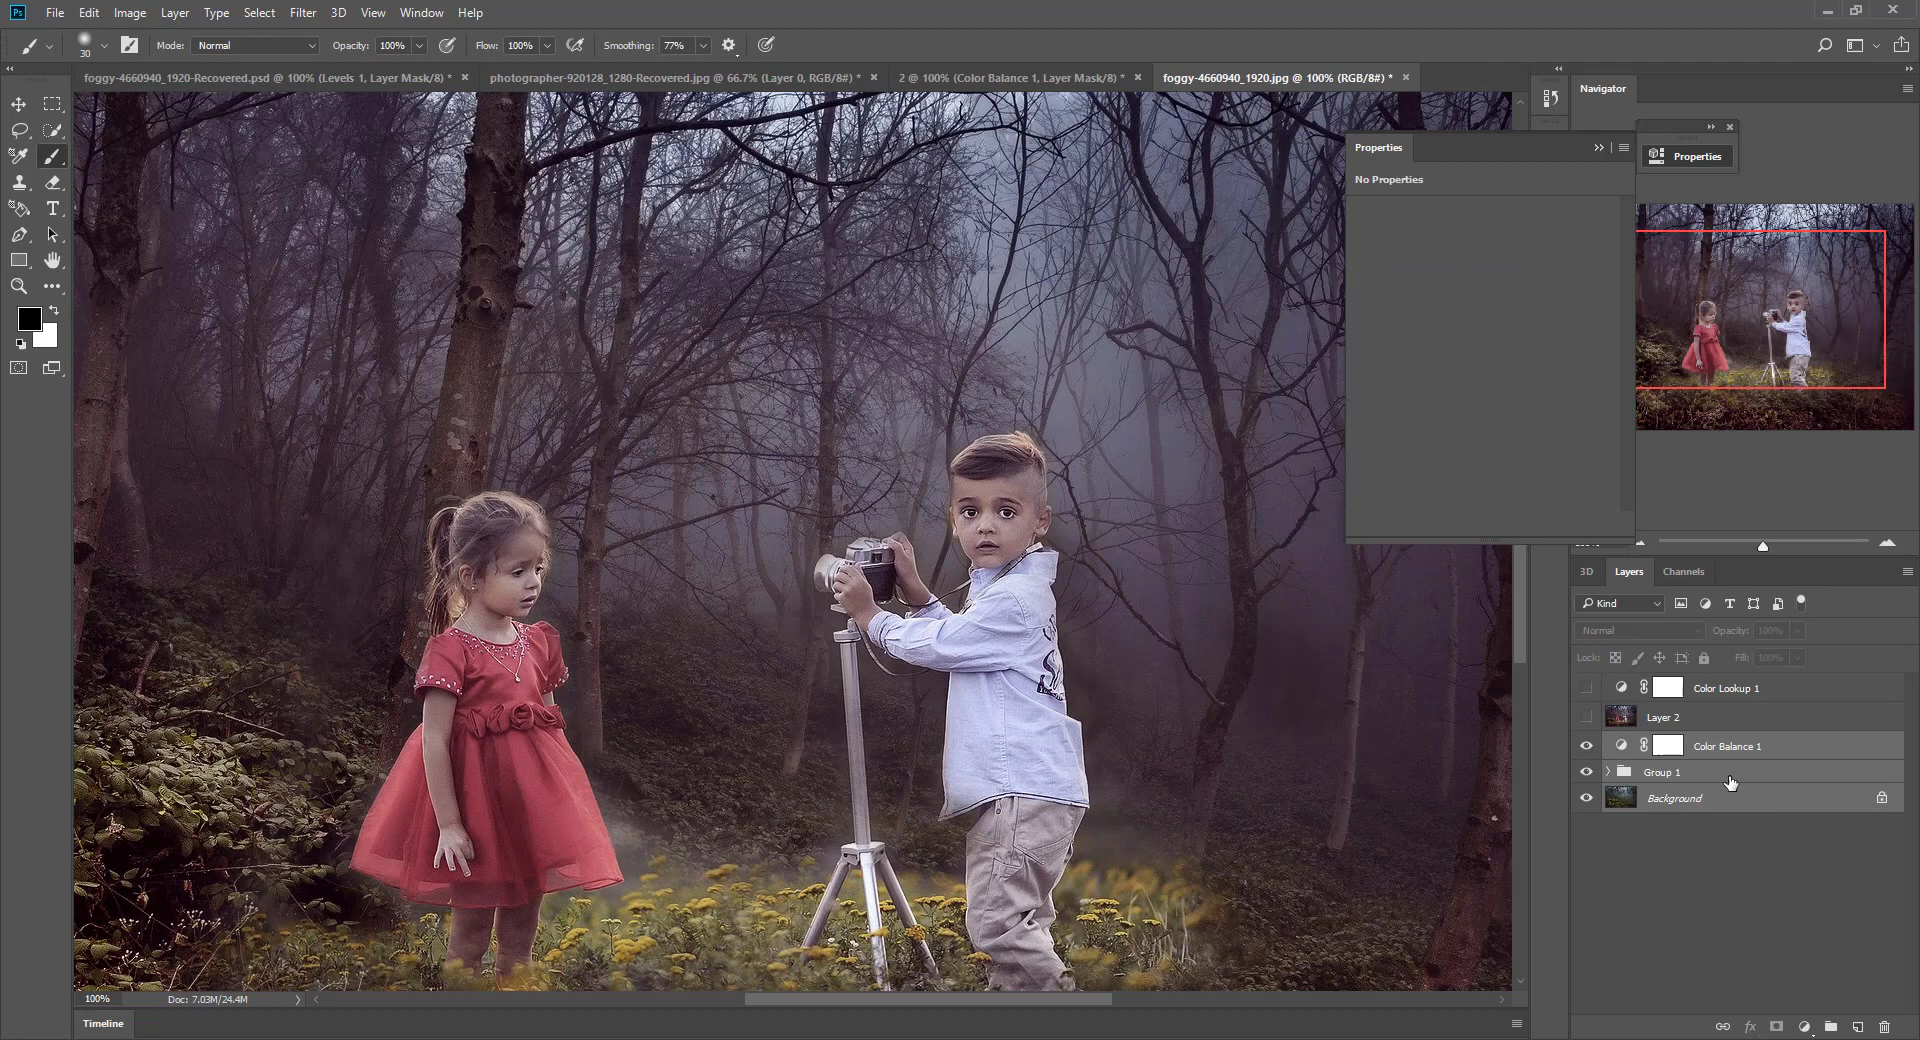 Ps File Edit Image Layer Type Select Filter 3D View Window Help
30 Mode: Normal Opacity: 100% Flow: 100% Smoothing: 77%
foggy-4660940_1920-Recovered.psd @ 100% (Levels 1, Layer Mask/8) * photographer-920128_1280-Recovered.jpg @ 66.7% (Layer 0, RGB/8#) * 2 @ 100% (Color Balance 1, Layer Mask/8) * foggy-4660940_1920.jpg @ 100% (RGB/8#) *
Navigator
Properties
Properties
No Properties
3D Layers Channels
Kind
Normal Opacity: 100%
Lock: Fill: 100%
Color Lookup 1
Layer 2
Color Balance 1
Group 1
Background
100% Doc: 7.03M/24.4M
Timeline